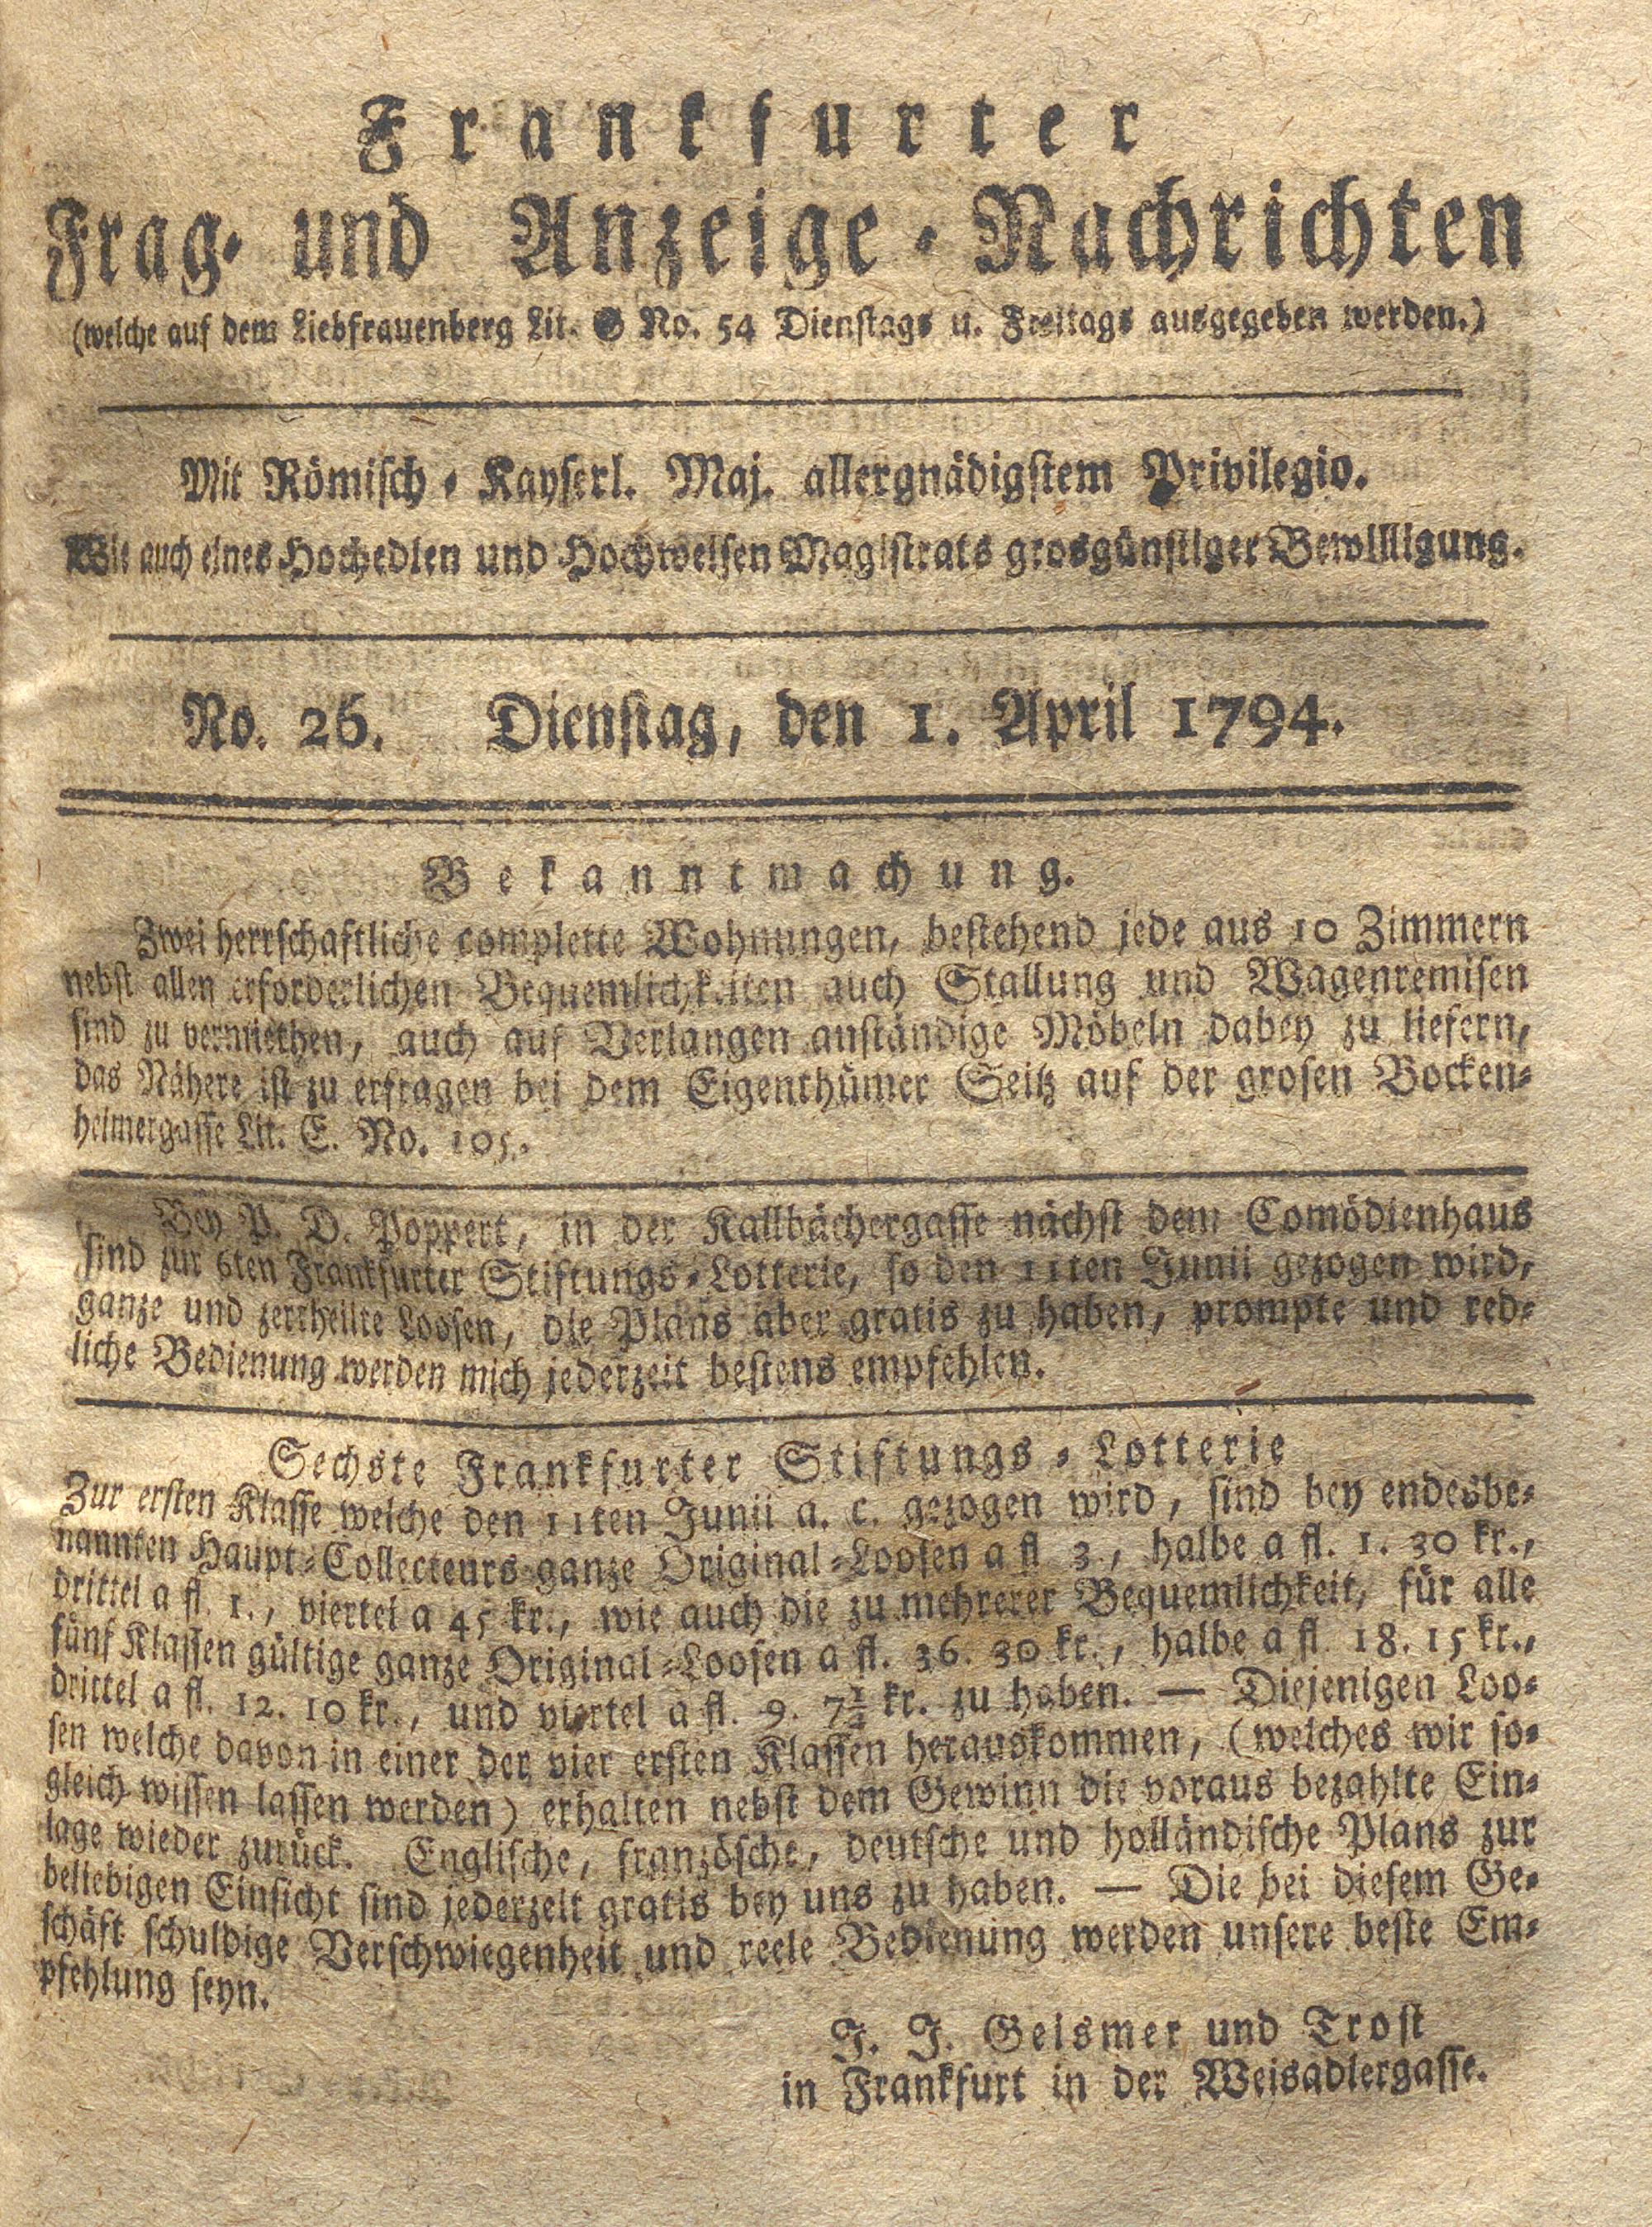 Frankfurter
Frag- und Anzeige-Nachrichten
(welche auf dem Liebfrauenberg Lit. G No. 54 Dienstags u. Freitags ausgegeben werden.)
Mit Römisch-Kayserl. Maj. allergnädigstem Privilegio.
Wie auch eines Hochedlen und Hochweisen Magistrats grosgünstiger Bewilligung.
No. 26. Dienstag, den 1. April 1794.
Bekanntmachung.
Zwei herrschaftliche complette Wohnungen, bestehend jede aus 10 Zimmern
nebst allen erforderlichen Bequemlichkeiten auch Stallung und Wagenremisen
sind zu vermiethen, auch auf Verlangen anständige Möbeln dabey zu liefern,
das Nähere ist zu erfragen bei dem Eigenthümer Seitz auf der grosen Bocken-
heimergasse Lit. E. No. 105.
Bey P. D. Poppert, in der Kallbächergasse nächst dem Comödienhaus
sind zur 6ten Frankfurter Stiftungs-Lotterie, so den 11ten Junii gezogen wird,
ganze und zertheilte Loosen, die Plans aber gratis zu haben, prompte und red-
liche Bedienung werden mich jederzeit bestens empfehlen.
Sechste Frankfurter Stiftungs-Lotterie
Zur ersten Klasse welche den 11ten Junii a. c. gezogen wird, sind bey endesbe-
nannten Haupt-Collecteurs ganze Original-Loosen a fl 3., halbe a fl. 1. 30 kr.,
drittel a fl. 1., viertel a 45 kr., wie auch die zu mehrerer Bequemlichkeit, für alle
fünf Klassen gültige ganze Original-Loosen a fl. 36. 30 kr., halbe a fl. 18. 15 kr.,
drittel a fl. 12. 10 kr., und viertel a fl. 9. 7½ kr. zu haben. — Diejenigen Loo-
sen welche davon in einer der vier ersten Klassen herauskommen, (welches wir so-
gleich wissen lassen werden) erhalten nebst dem Gewinn die voraus bezahlte Ein-
lage wieder zurück. Englische, französche, deutsche und holländische Plans zur
beliebigen Einsicht sind jederzeit gratis bey uns zu haben. — Die bei diesem Ge-
schäft schuldige Verschwiegenheit und reele Bedienung werden unsere beste Em-
pfehlung seyn.
J. J. Geismer und Trost
in Frankfurt in der Weisadlergasse.